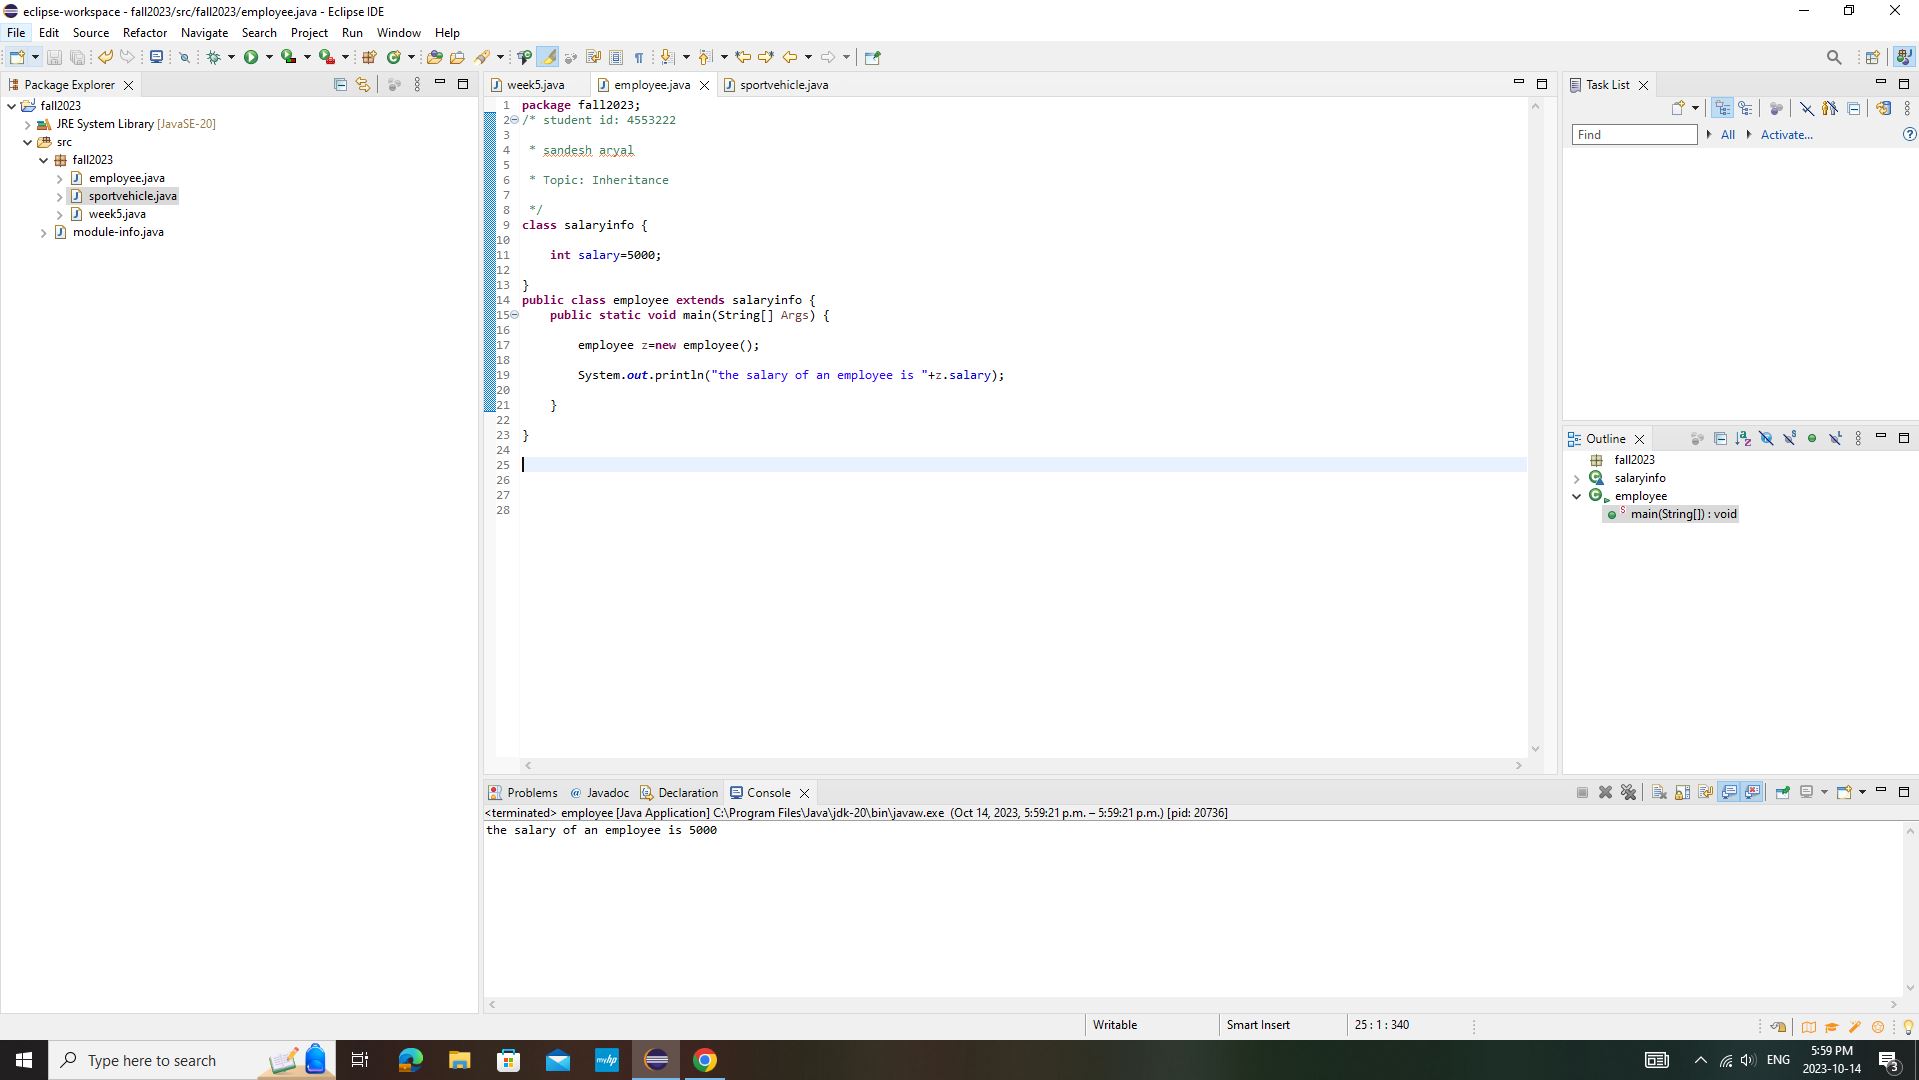 eclipse-workspace - fall2023/src/fall2023/employee.java - Eclipse IDE
File Edit Source Refactor Navigate Search Project Run Window Help
Package Explorer
fall2023
JRE System Library [JavaSE-20]
src
fall2023
employee.java
sportvehicle.java
week5.java
module-info.java
week5.java employee.java sportvehicle.java
1 package fall2023;
2 /* student id: 4553222
3
4 * sandesh aryal
5
6 * Topic: Inheritance
7
8 */
9 class salaryinfo {
10
11 int salary=5000;
12
13 }
14 public class employee extends salaryinfo {
15 public static void main(String[] Args) {
16
17 employee z=new employee();
18
19 System.out.println("the salary of an employee is "+z.salary);
20
21 }
22
23 }
24
25
26
27
28
Task List
Find All Activate...
Outline
fall2023
salaryinfo
employee
main(String[]) : void
Problems @ Javadoc Declaration Console
<terminated> employee [Java Application] C:\Program Files\Java\jdk-20\bin\javaw.exe (Oct 14, 2023, 5:59:21 p.m. – 5:59:21 p.m.) [pid: 20736]
the salary of an employee is 5000
Writable Smart Insert 25 : 1 : 340
Type here to search
myhp
ENG
5:59 PM
2023-10-14
3